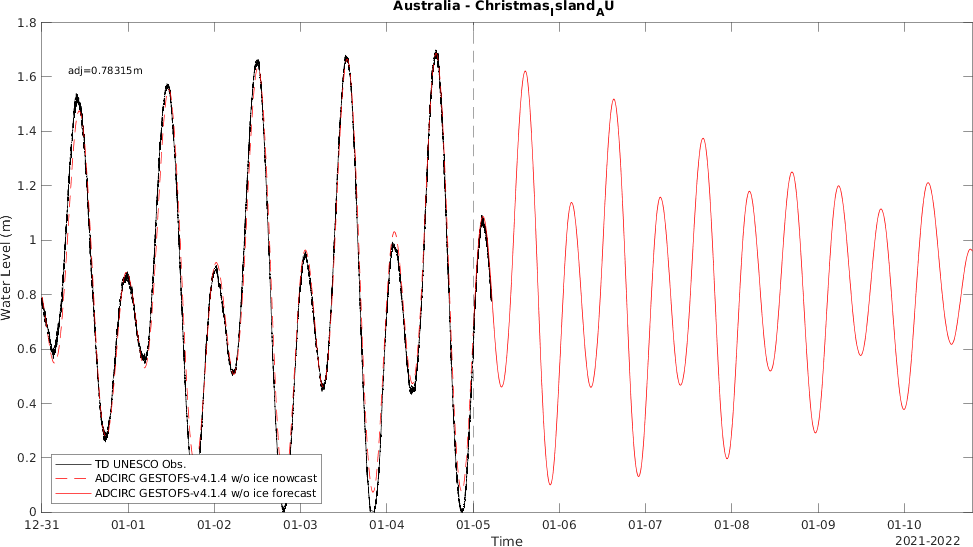 Australia - Christmas_Island_AU
1.8
adj=0.78315m
1.6
1.4
1.2
1
0.8
0.6
0.4
0.2
0
Water Level (m)
TD UNESCO Obs.
ADCIRC GESTOFS-v4.1.4 w/o ice nowcast
ADCIRC GESTOFS-v4.1.4 w/o ice forecast
12-31 01-01 01-02 01-03 01-04 01-05 01-06 01-07 01-08 01-09 01-10
Time
2021-2022